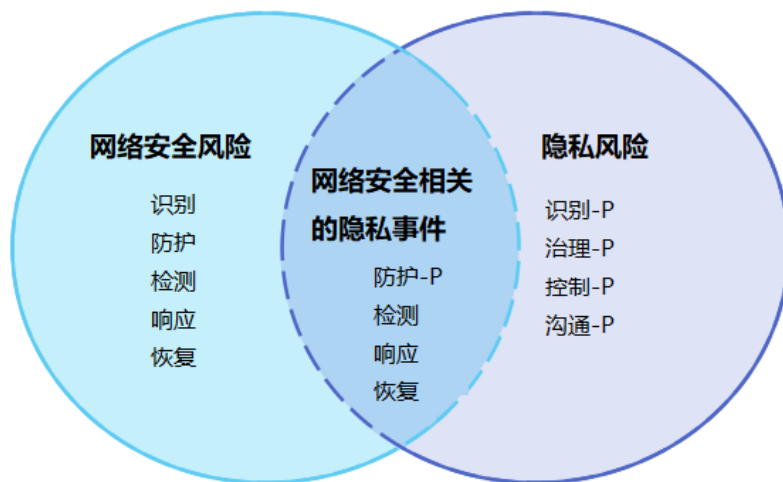 网络安全风险
识别
防护
检测
响应
恢复
网络安全相关
的隐私事件
防护-P
检测
响应
恢复
隐私风险
识别-P
治理-P
控制-P
沟通-P